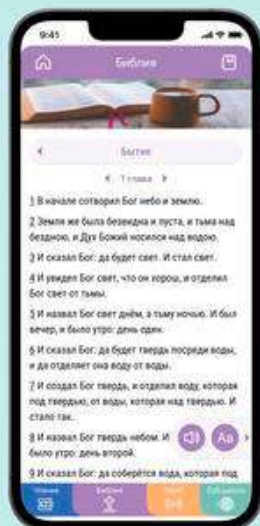 9:41
Библия
Бытие
1 глава
1 В начале сотворил Бог небо и землю.
2 Земля же была безвидна и пуста, и тьма над
бездною, и Дух Божий носился над водою.
3 И сказал Бог: да будет свет. И стал свет.
4 И увидел Бог свет, что он хорош, и отделил
Бог свет от тьмы.
5 И назвал Бог свет днём, а тьму ночью. И был
вечер, и было утро: день один.
6 И сказал Бог: да будет твердь посреди воды,
и да отделяет она воду от воды.
7 И создал Бог твердь, и отделил воду, которая
под твердью, от воды, которая над твердью. И
стало так.
8 И назвал Бог твердь небом. И
было утро: день второй.
Аа
9 И сказал Бог: да соберётся вода, которая под
Библия